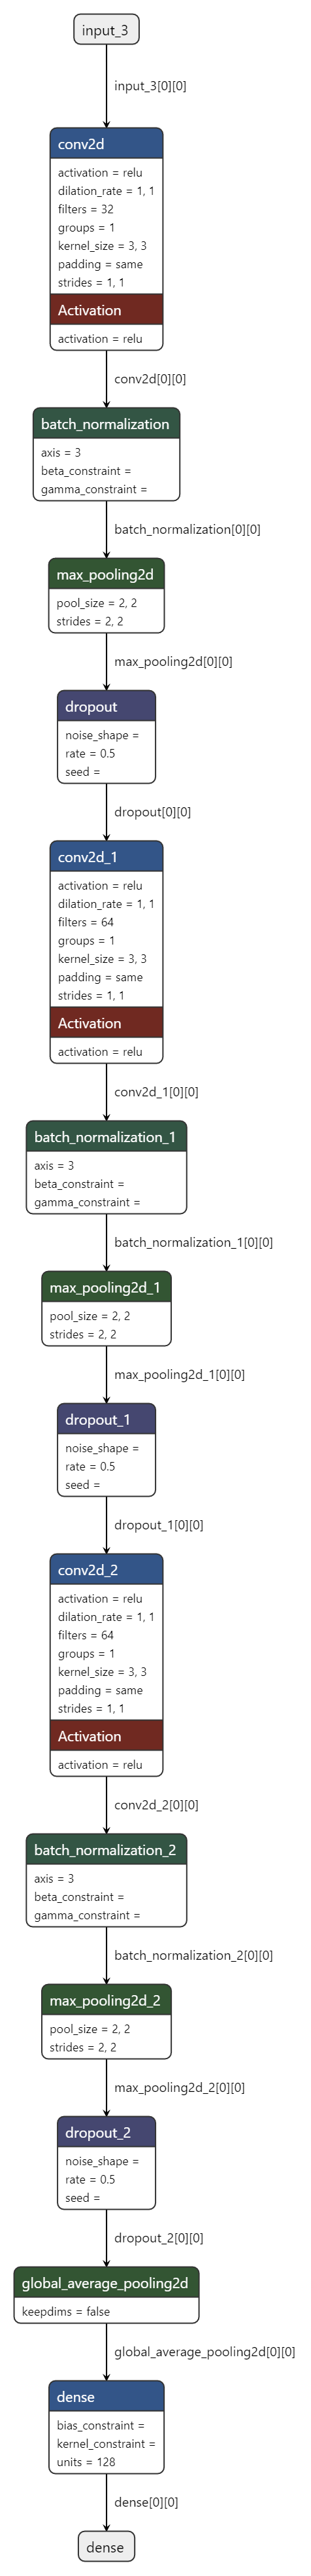 input_3
input_3[0][0]
conv2d
activation = relu
dilation_rate = 1, 1
filters = 32
groups = 1
kernel_size = 3, 3
padding = same
strides = 1, 1
Activation
activation = relu
conv2d[0][0]
batch_normalization
axis = 3
beta_constraint =
gamma_constraint =
batch_normalization[0][0]
max_pooling2d
pool_size = 2, 2
strides = 2, 2
max_pooling2d[0][0]
dropout
noise_shape =
rate = 0.5
seed =
dropout[0][0]
conv2d_1
activation = relu
dilation_rate = 1, 1
filters = 64
groups = 1
kernel_size = 3, 3
padding = same
strides = 1, 1
Activation
activation = relu
conv2d_1[0][0]
batch_normalization_1
axis = 3
beta_constraint =
gamma_constraint =
batch_normalization_1[0][0]
max_pooling2d_1
pool_size = 2, 2
strides = 2, 2
max_pooling2d_1[0][0]
dropout_1
noise_shape =
rate = 0.5
seed =
dropout_1[0][0]
conv2d_2
activation = relu
dilation_rate = 1, 1
filters = 64
groups = 1
kernel_size = 3, 3
padding = same
strides = 1, 1
Activation
activation = relu
conv2d_2[0][0]
batch_normalization_2
axis = 3
beta_constraint =
gamma_constraint =
batch_normalization_2[0][0]
max_pooling2d_2
pool_size = 2, 2
strides = 2, 2
max_pooling2d_2[0][0]
dropout_2
noise_shape =
rate = 0.5
seed =
dropout_2[0][0]
global_average_pooling2d
keepdims = false
global_average_pooling2d[0][0]
dense
bias_constraint =
kernel_constraint =
units = 128
dense[0][0]
dense